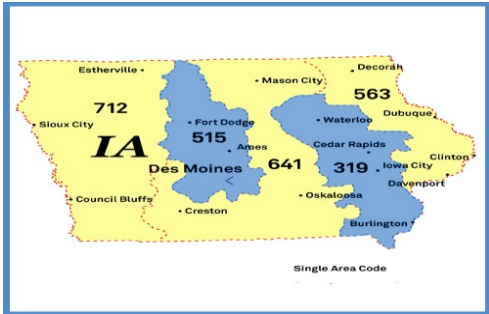 Estherville
Decorah
Mason City
563
712
Dubuque
Sioux City
Fort Dodge
Waterloo
515
IA
Ames
Cedar Rapids
Clinton
Des Moines
641
319
Iowa City
Davenport
Council Bluffs
Oskaloosa
Creston
Burlington
Single Area Code